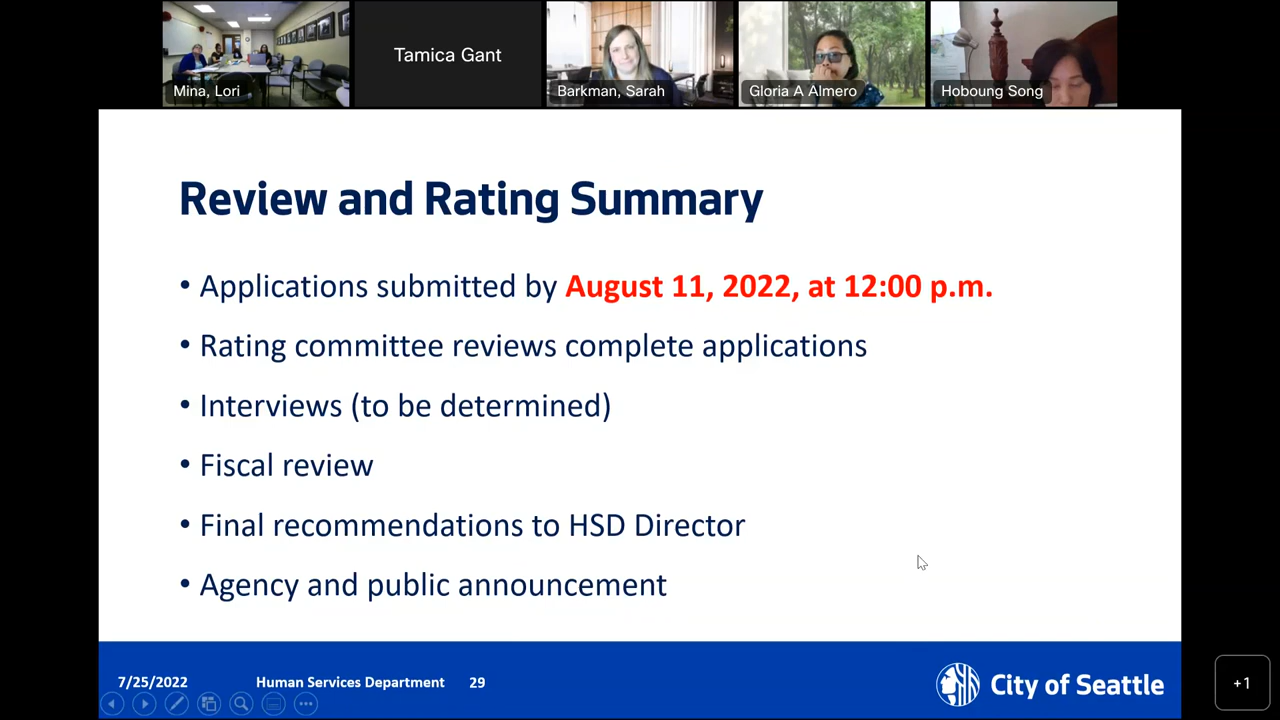 Mina, Lori
Tamica Gant
Barkman, Sarah
Gloria A Almero
Hoboung Song
Review and Rating Summary
• Applications submitted by August 11, 2022, at 12:00 p.m.
• Rating committee reviews complete applications
• Interviews (to be determined)
• Fiscal review
• Final recommendations to HSD Director
• Agency and public announcement
7/25/2022 Human Services Department 29
City of Seattle
+1